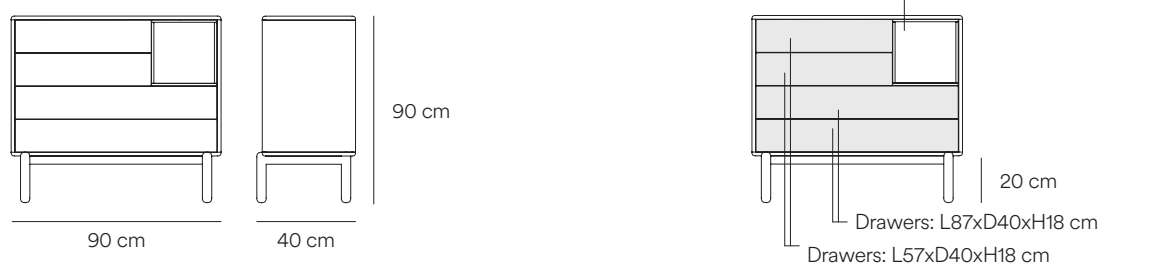 90 cm
90 cm
40 cm
20 cm
Drawers: L87xD40xH18 cm
Drawers: L57xD40xH18 cm